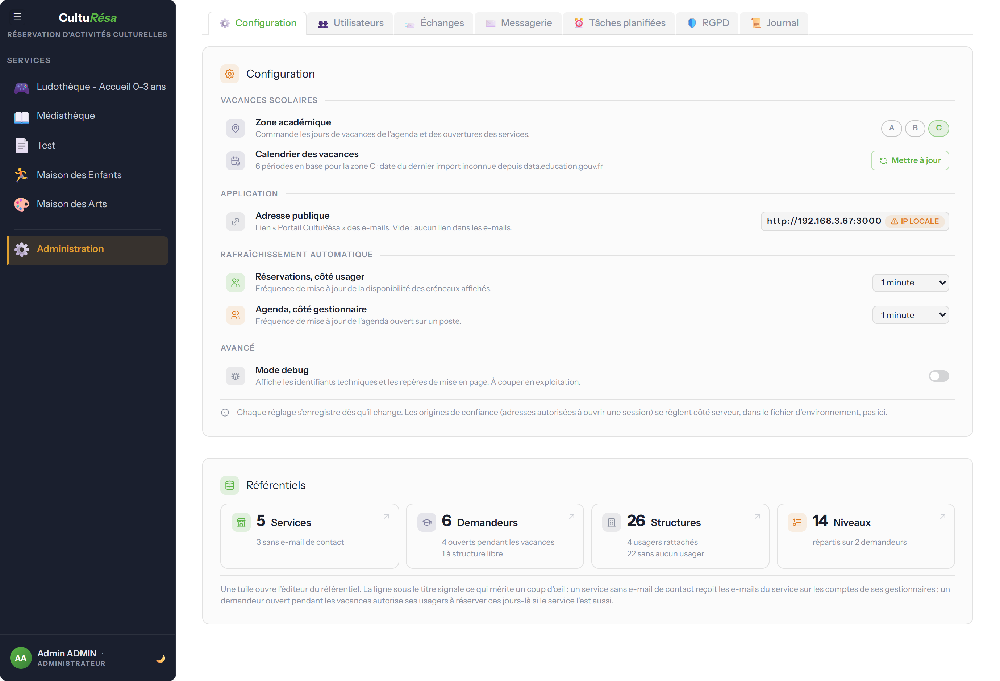 ☰ CultuRésa
RÉSERVATION D'ACTIVITÉS CULTURELLES
SERVICES
Ludothèque - Accueil 0-3 ans
Médiathèque
Test
Maison des Enfants
Maison des Arts
Administration
AA
Admin ADMIN
ADMINISTRATEUR
Configuration
Utilisateurs
Échanges
Messagerie
Tâches planifiées
RGPD
Journal
Configuration
VACANCES SCOLAIRES
Zone académique
Commande les jours de vacances de l'agenda et des ouvertures des services.
A B C
Calendrier des vacances
6 périodes en base pour la zone C · date du dernier import inconnue depuis data.education.gouv.fr
Mettre à jour
APPLICATION
Adresse publique
Lien « Portail CultuRésa » des e-mails. Vide : aucun lien dans les e-mails.
http://192.168.3.67:3000 IP LOCALE
RAFRAÎCHISSEMENT AUTOMATIQUE
Réservations, côté usager
Fréquence de mise à jour de la disponibilité des créneaux affichés.
1 minute
Agenda, côté gestionnaire
Fréquence de mise à jour de l'agenda ouvert sur un poste.
1 minute
AVANCÉ
Mode debug
Affiche les identifiants techniques et les repères de mise en page. À couper en exploitation.
Chaque réglage s'enregistre dès qu'il change. Les origines de confiance (adresses autorisées à ouvrir une session) se règlent côté serveur, dans le fichier d'environnement, pas ici.
Référentiels
5 Services
3 sans e-mail de contact
6 Demandeurs
4 ouverts pendant les vacances
1 à structure libre
26 Structures
4 usagers rattachés
22 sans aucun usager
14 Niveaux
répartis sur 2 demandeurs
Une tuile ouvre l'éditeur du référentiel. La ligne sous le titre signale ce qui mérite un coup d'œil : un service sans e-mail de contact reçoit les e-mails du service sur les comptes de ses gestionnaires ; un
demandeur ouvert pendant les vacances autorise ses usagers à réserver ces jours-là si le service l'est aussi.